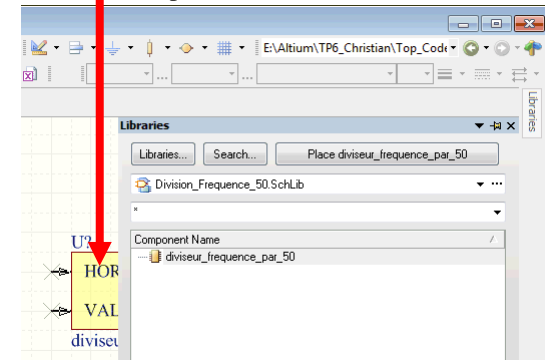 E:\Altium\TP6_Christian\Top_Code
... ...
Libraries
Libraries
Libraries... Search... Place diviseur_frequence_par_50
Division_Frequence_50.SchLib ...
*
U?
Component Name
HOR
diviseur_frequence_par_50
VAL
diviseu